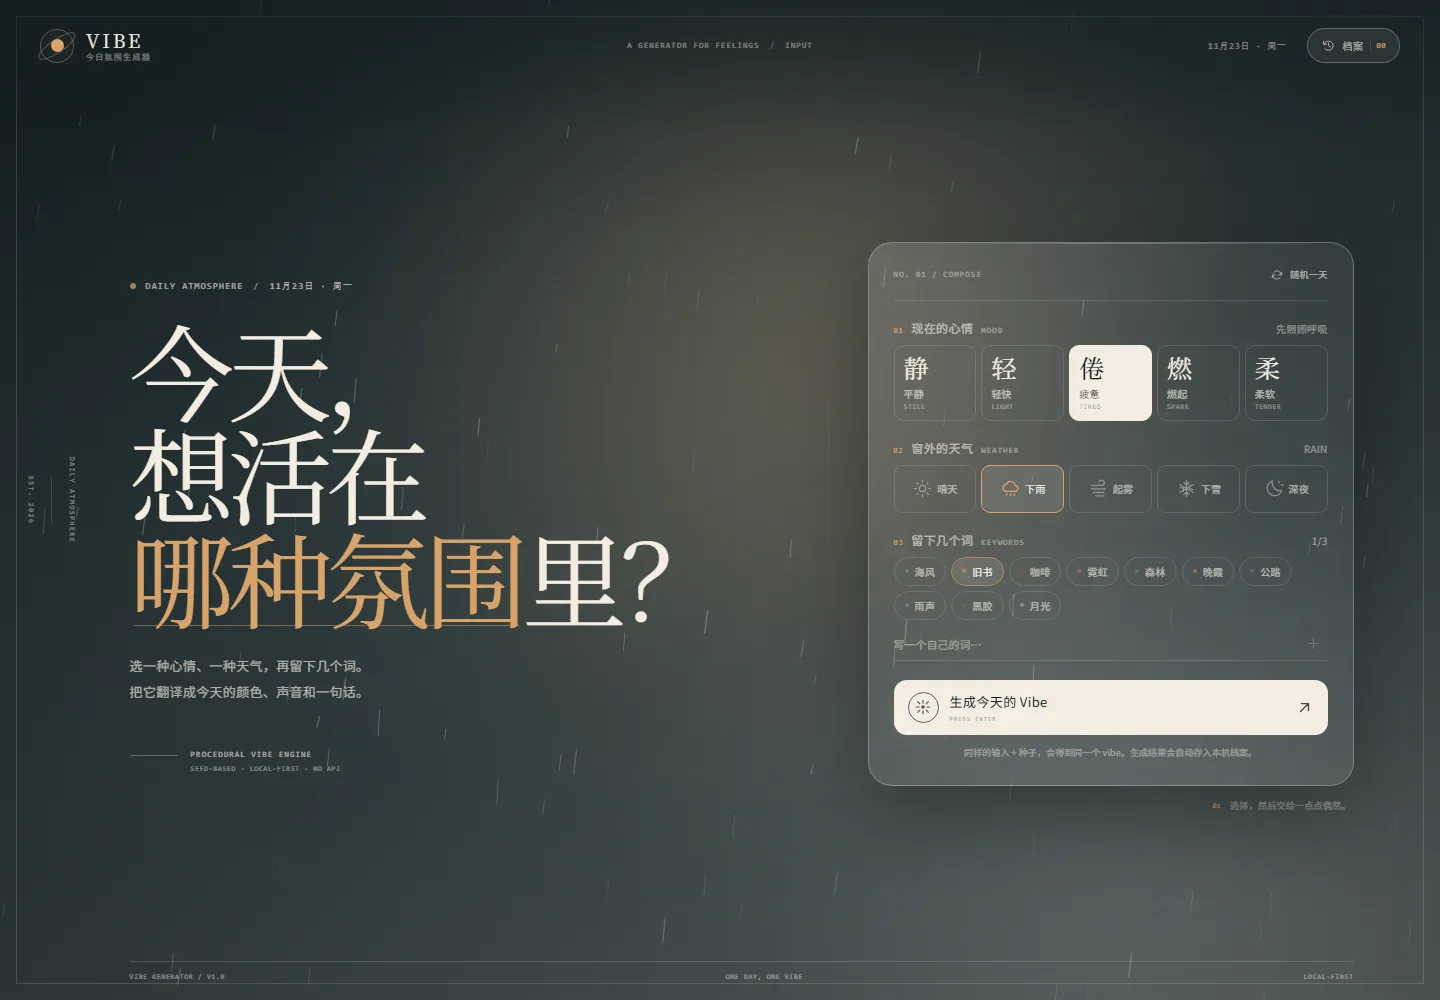 VIBE
今日氛围生成器
A GENERATOR FOR FEELINGS / INPUT
11月23日 · 周一
档案 00
DAILY ATMOSPHERE / 11月23日 · 周一
今天,
想活在
哪种氛围里?
选一种心情、一种天气，再留下几个词。
把它翻译成今天的颜色、声音和一句话。
PROCEDURAL VIBE ENGINE
SEED-BASED · LOCAL-FIRST · NO API
EST. 2026
DAILY ATMOSPHERE
NO. 01 / COMPOSE
随机一天
01 现在的心情 MOOD
先照顾呼吸
静 轻 倦 燃 柔
平静 轻快 疲惫 燃起 柔软
STILL LIGHT TIRED SPARK TENDER
02 窗外的天气 WEATHER
RAIN
晴天 下雨 起雾 下雪 深夜
03 留下几个词 KEYWORDS
1/3
海风 旧书 咖啡 霓虹 森林 晚霞 公路
雨声 黑胶 月光
写一个自己的词…
生成今天的 Vibe
PRESS ENTER
同样的输入 + 种子，会得到同一个 vibe。生成结果会自动存入本机档案。
01 选择，然后交给一点点偶然。
VIBE GENERATOR / V1.0
ONE DAY, ONE VIBE
LOCAL-FIRST